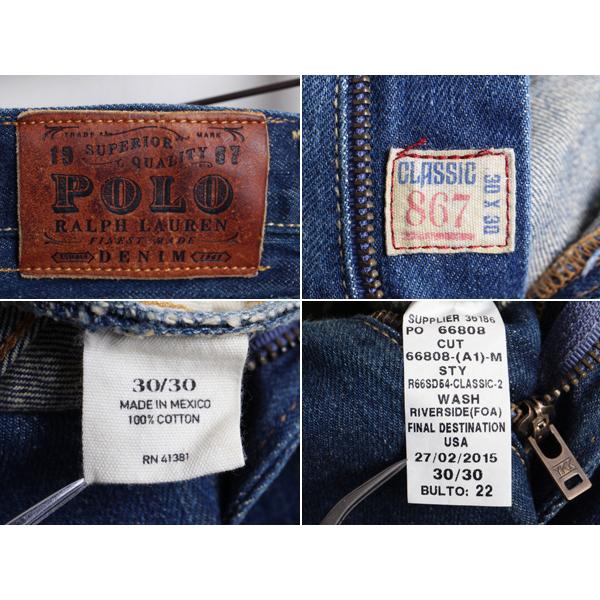 TRADE MARK
19 SUPERIOR 67
QUALITY
POLO
RALPH LAUREN
FINEST MADE
DENIM
CLASSIC
867
30 X 30
30/30
MADE IN MEXICO
100% COTTON
RN 41381
SUPPLIER 36186
PO 66808
CUT
66808-(A1)-M
STY
R66SD54-CLASSIC-2
WASH
RIVERSIDE(FOA)
FINAL DESTINATION
USA
27/02/2015
30/30
BULTO: 22
YKK